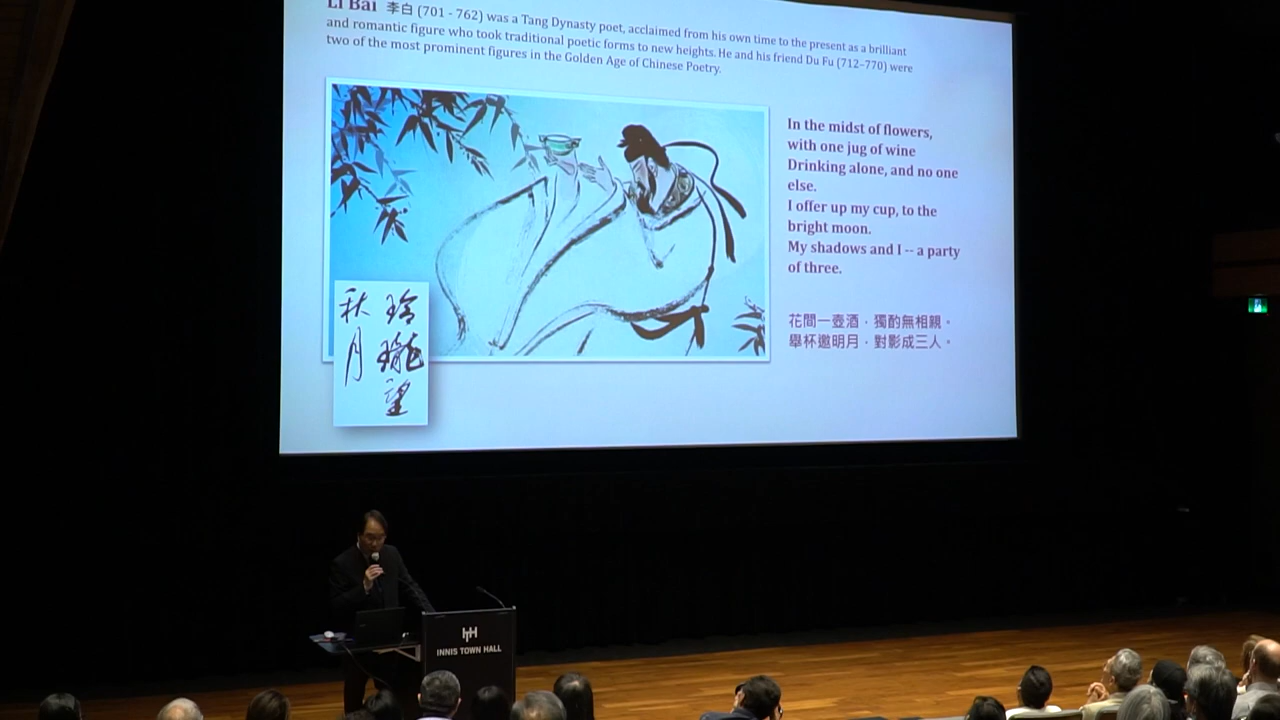 Li Bai 李白 (701 - 762) was a Tang Dynasty poet, acclaimed from his own time to the present as a brilliant
and romantic figure who took traditional poetic forms to new heights. He and his friend Du Fu (712–770) were
two of the most prominent figures in the Golden Age of Chinese Poetry.
In the midst of flowers,
with one jug of wine
Drinking alone, and no one
else.
I offer up my cup, to the
bright moon.
My shadows and I -- a party
of three.
花間一壺酒．獨酌無相親。
舉杯邀明月．對影成三人。
玲瓏望
秋月
INNIS TOWN HALL